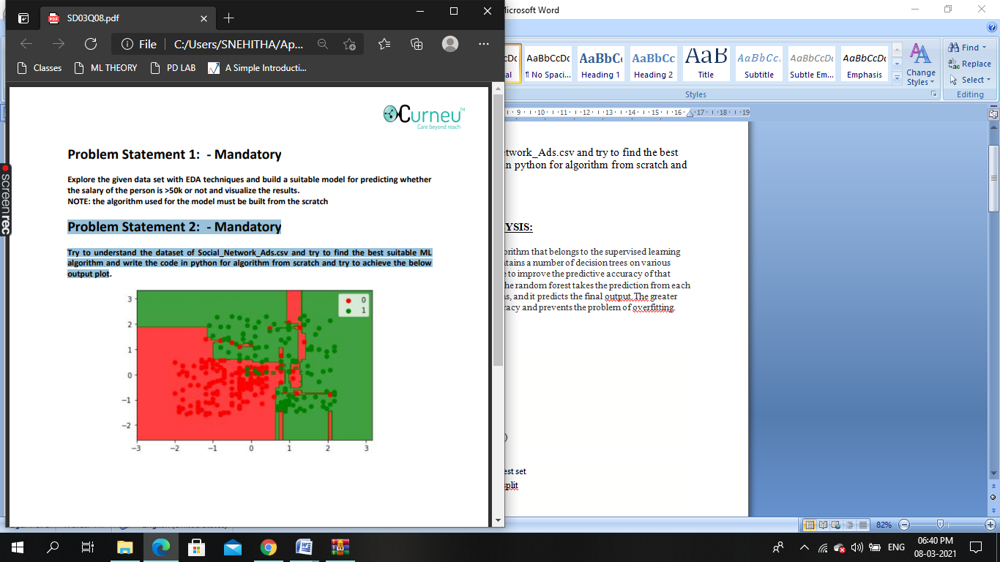 SD03Q08.pdf
File
C:/Users/SNEHITHA/Ap...
Classes
ML THEORY
PD LAB
A Simple Introducti...
Curneu™
Care beyond reach
Problem Statement 1:  - Mandatory
Explore the given data set with EDA techniques and build a suitable model for predicting whether
the salary of the person is >50k or not and visualize the results.
NOTE: the algorithm used for the model must be built from the scratch
Problem Statement 2:  - Mandatory
Try to understand the dataset of Social_Network_Ads.csv and try to find the best suitable ML
algorithm and write the code in python for algorithm from scratch and try to achieve the below
output plot.
0
1
3
2
1
0
−1
−2
−3 −2 −1 0 1 2 3
screenrec
Microsoft Word
AaBbCcDc
¶ No Spaci...
AaBbC
Heading 1
AaBbCc
Heading 2
AaB
Title
AaBbCc.
Subtitle
AaBbCcDc
Subtle Em...
AaBbCcDc
Emphasis
Change
Styles
Find
Replace
Select
Styles
Editing
9 10 11 12 13 14 15 16 17 18 19
etwork_Ads.csv and try to find the best
in python for algorithm from scratch and
YSIS:
orithm that belongs to the supervised learning
ntains a number of decision trees on various
e to improve the predictive accuracy of that
he random forest takes the prediction from each
ns, and it predicts the final output.The greater
racy and prevents the problem of overfitting.
)
est set
split
82%
ENG
06:40 PM
08-03-2021